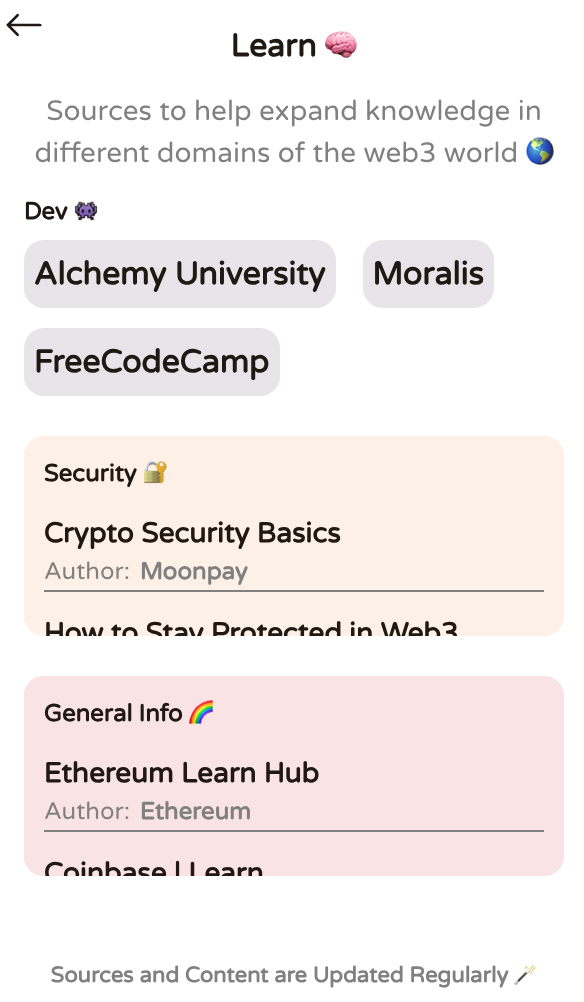 Learn 🧠
Sources to help expand knowledge in
different domains of the web3 world 🌎
Dev 👾
Alchemy University
Moralis
FreeCodeCamp
Security 🔐
Crypto Security Basics
Author: Moonpay
How to Stay Protected in Web3
General Info 🌈
Ethereum Learn Hub
Author: Ethereum
Coinbase | Learn
Sources and Content are Updated Regularly 🪄